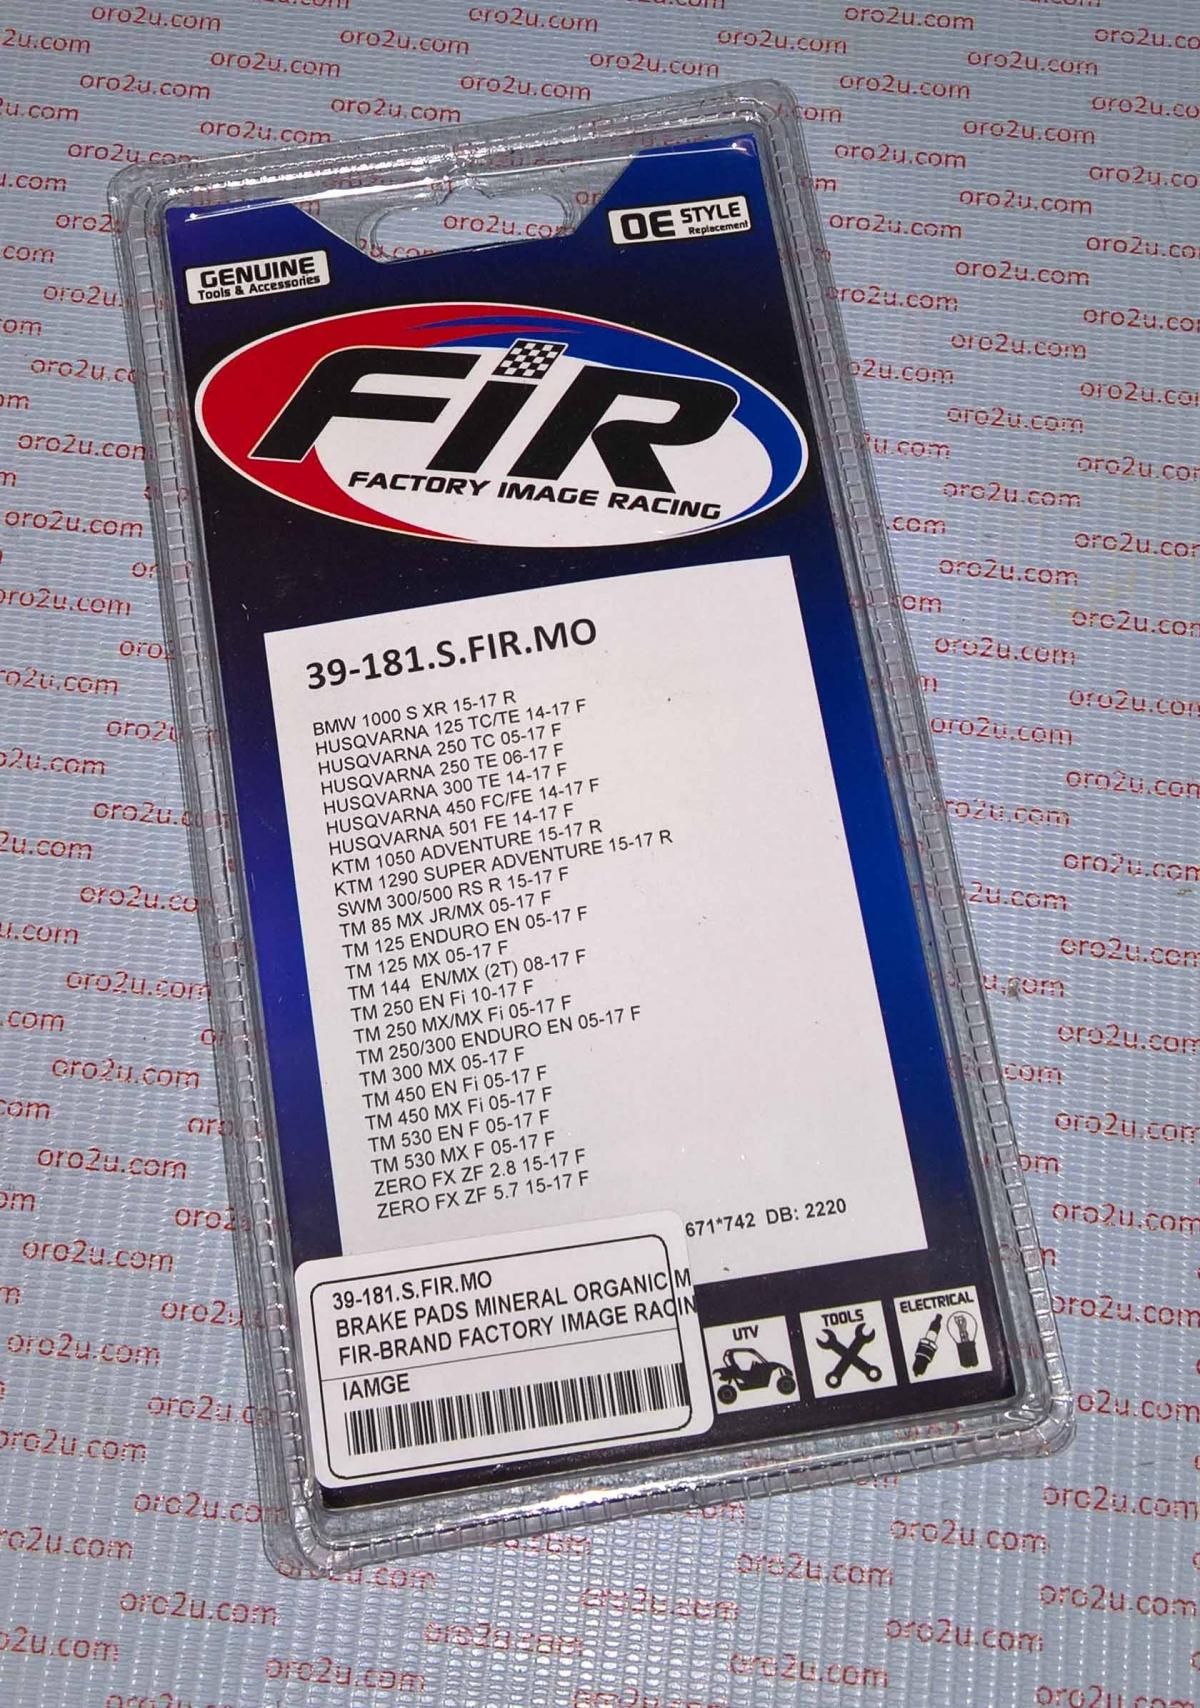 GENUINE
Tools & Accessories
OE STYLE
Replacement
FiR
FACTORY IMAGE RACING
39-181.S.FIR.MO
BMW 1000 S XR 15-17 R
HUSQVARNA 125 TC/TE 14-17 F
HUSQVARNA 250 TC 05-17 F
HUSQVARNA 250 TE 06-17 F
HUSQVARNA 300 TE 14-17 F
HUSQVARNA 450 FC/FE 14-17 F
HUSQVARNA 501 FE 14-17 F
KTM 1050 ADVENTURE 15-17 R
KTM 1290 SUPER ADVENTURE 15-17 R
SWM 300/500 RS R 15-17 F
TM 85 MX JR/MX 05-17 F
TM 125 ENDURO EN 05-17 F
TM 125 MX 05-17 F
TM 144 EN/MX (2T) 08-17 F
TM 250 EN Fi 10-17 F
TM 250 MX/MX Fi 05-17 F
TM 250/300 ENDURO EN 05-17 F
TM 300 MX 05-17 F
TM 450 EN Fi 05-17 F
TM 450 MX Fi 05-17 F
TM 530 EN F 05-17 F
TM 530 MX F 05-17 F
ZERO FX ZF 2.8 15-17 F
ZERO FX ZF 5.7 15-17 F
671*742 DB: 2220
39-181.S.FIR.MO
BRAKE PADS MINERAL ORGANIC M
FIR-BRAND FACTORY IMAGE RACIN
IAMGE
UTV
TOOLS
ELECTRICAL
oro2u.com